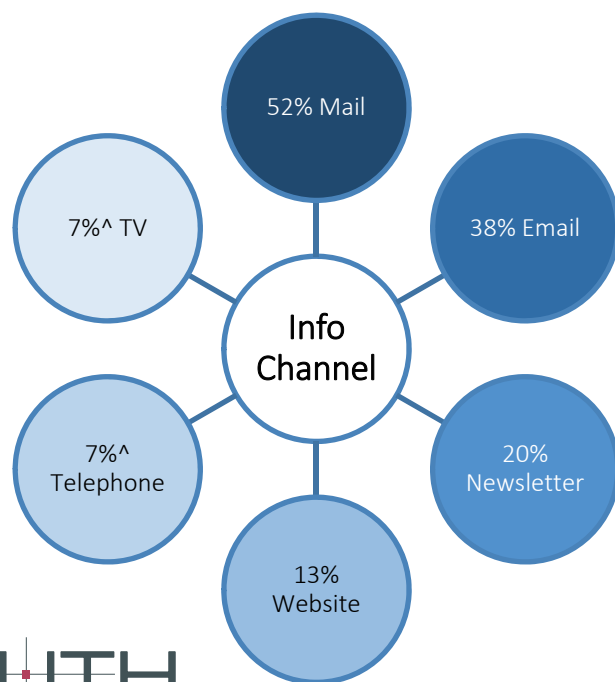 52% Mail
7%^ TV
38% Email
Info
Channel
7%^
Telephone
20%
Newsletter
13%
Website